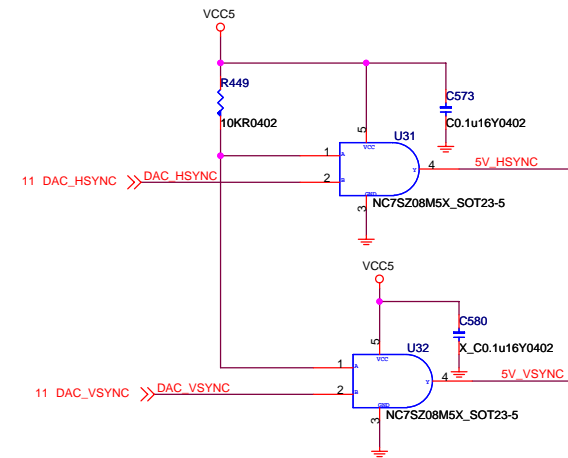 VCC5
R449
10KR0402
C573
C0.1u16Y0402
U31
5
VCC
1
A
4
5V_HSYNC
Y
11 DAC_HSYNC
DAC_HSYNC
2
B
GND
3
NC7SZ08M5X_SOT23-5
VCC5
C580
X_C0.1u16Y0402
U32
5
VCC
1
A
4
5V_VSYNC
Y
11 DAC_VSYNC
DAC_VSYNC
2
B
GND
3
NC7SZ08M5X_SOT23-5